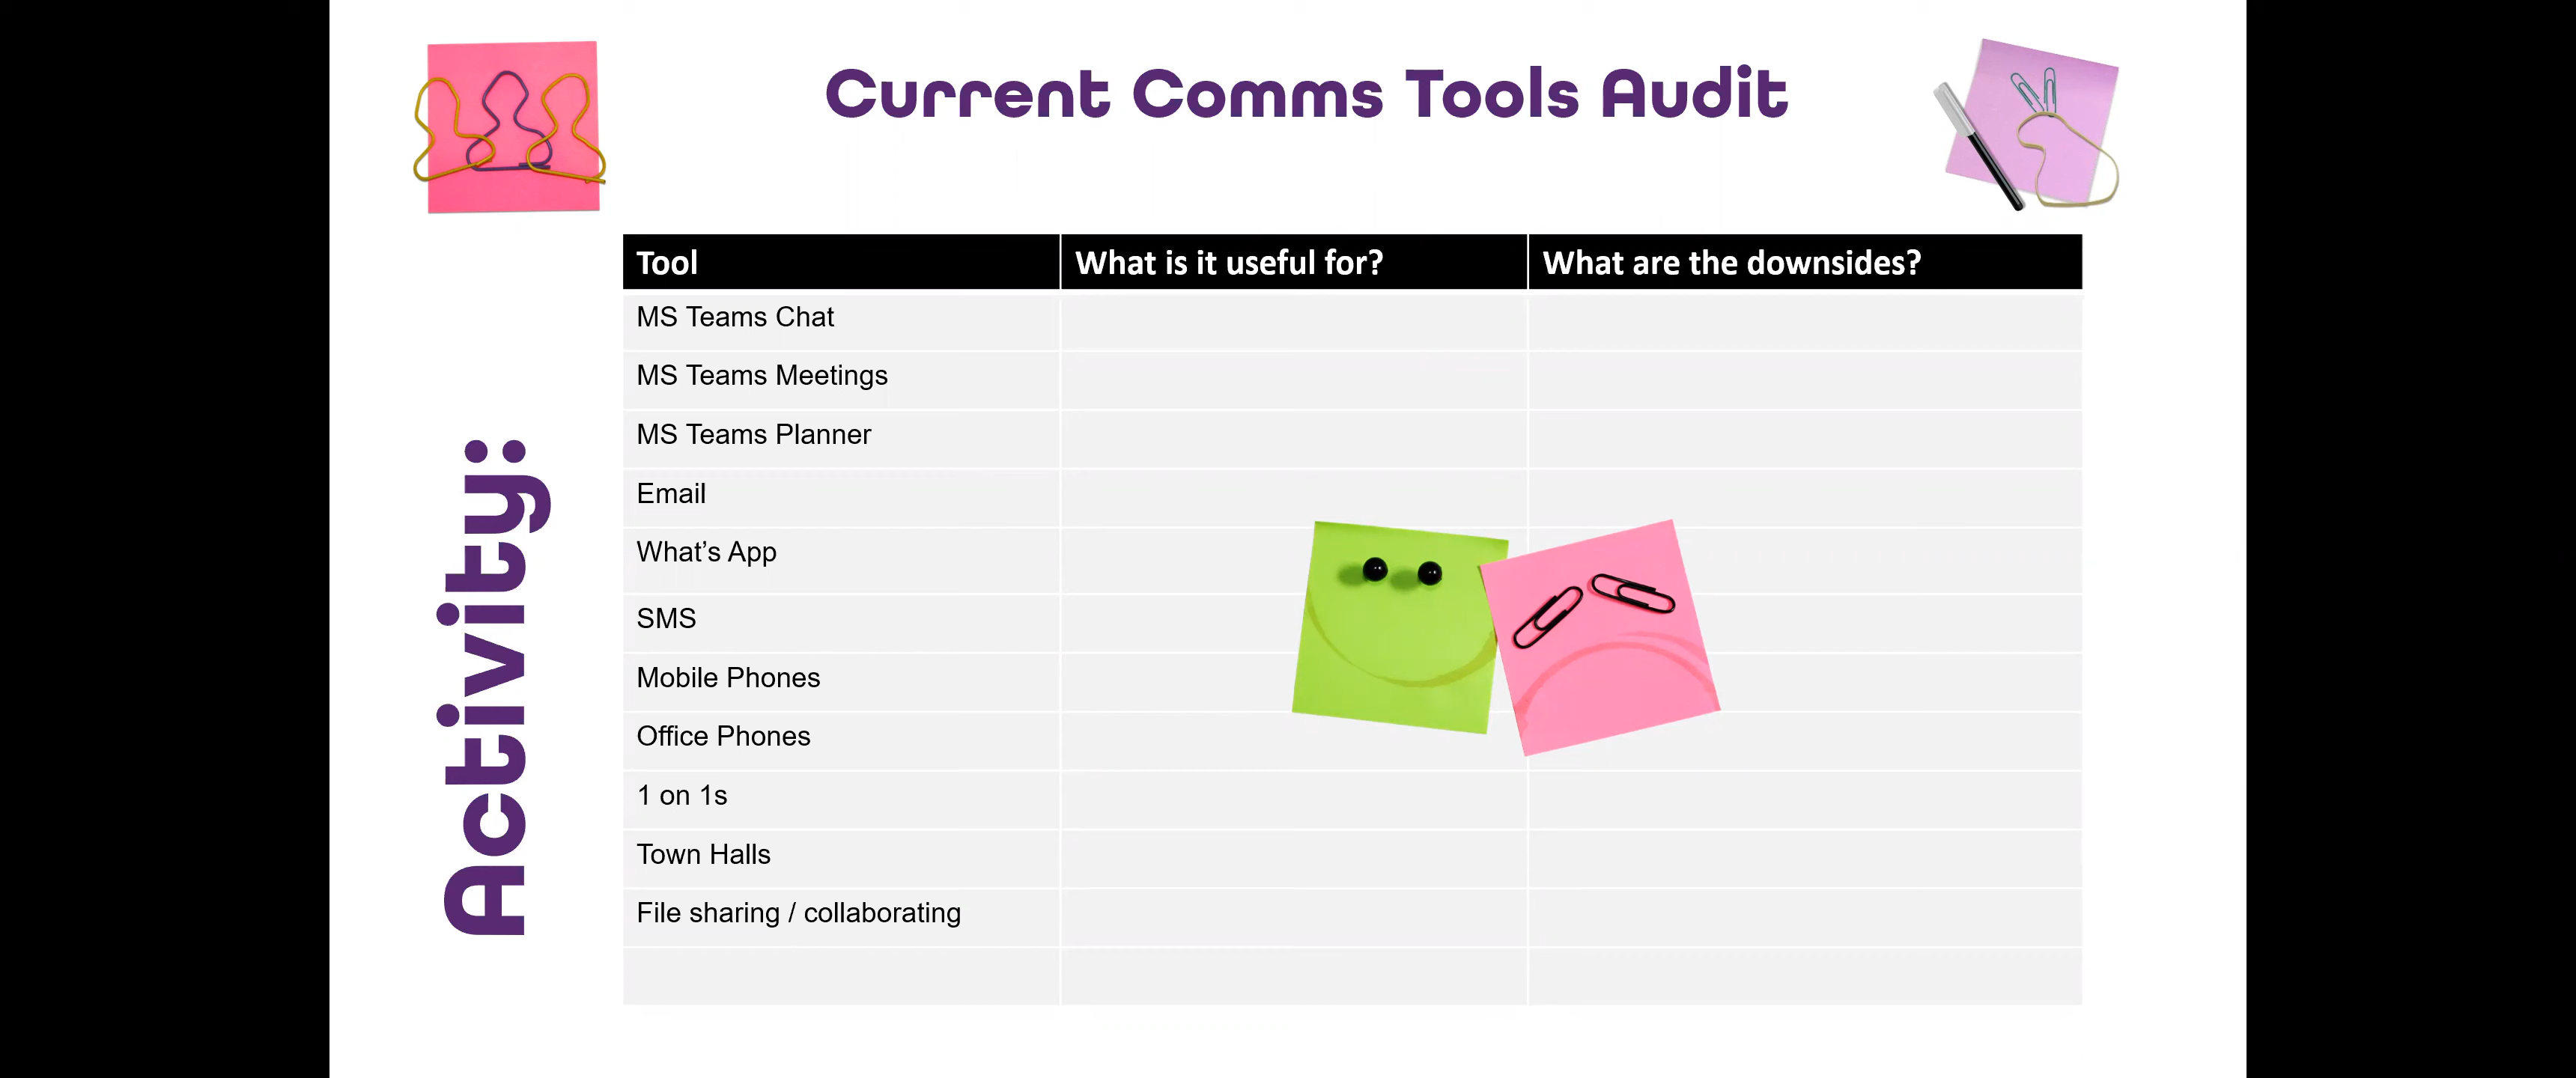 Current Comms Tools Audit
Activity:
Tool What is it useful for? What are the downsides?
MS Teams Chat
MS Teams Meetings
MS Teams Planner
Email
What’s App
SMS
Mobile Phones
Office Phones
1 on 1s
Town Halls
File sharing / collaborating